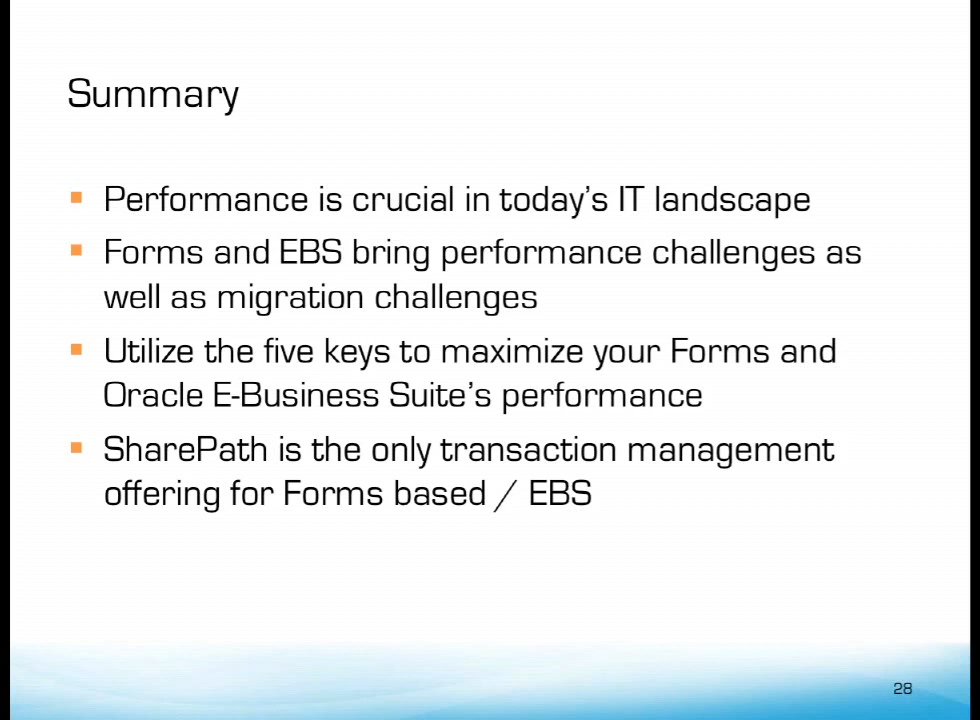 Summary
Performance is crucial in today's IT landscape
Forms and EBS bring performance challenges as
well as migration challenges
Utilize the five keys to maximize your Forms and
Oracle E-Business Suite's performance
SharePath is the only transaction management
offering for Forms based / EBS
28